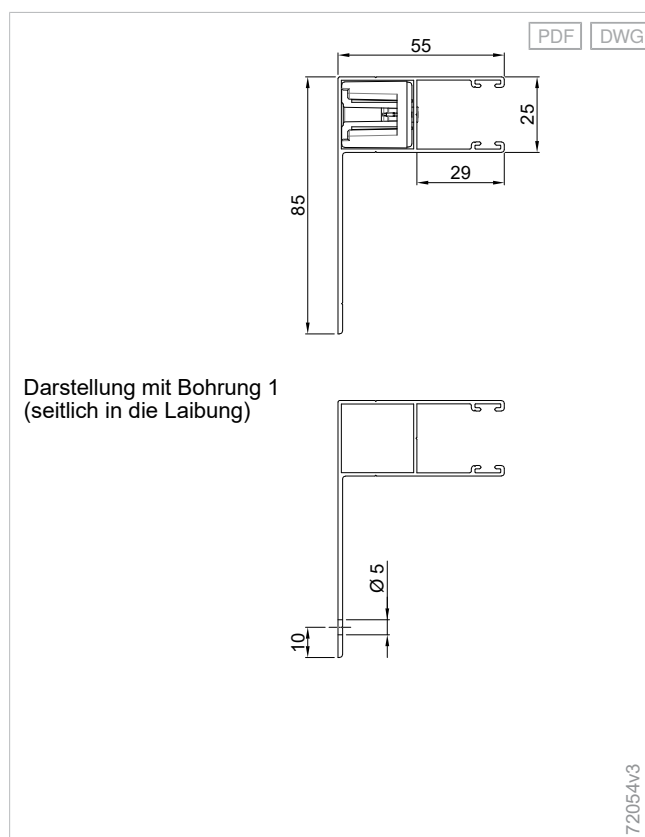 PDF DWG
55
25
29
85
Darstellung mit Bohrung 1
(seitlich in die Laibung)
Ø 5
10
72054v3